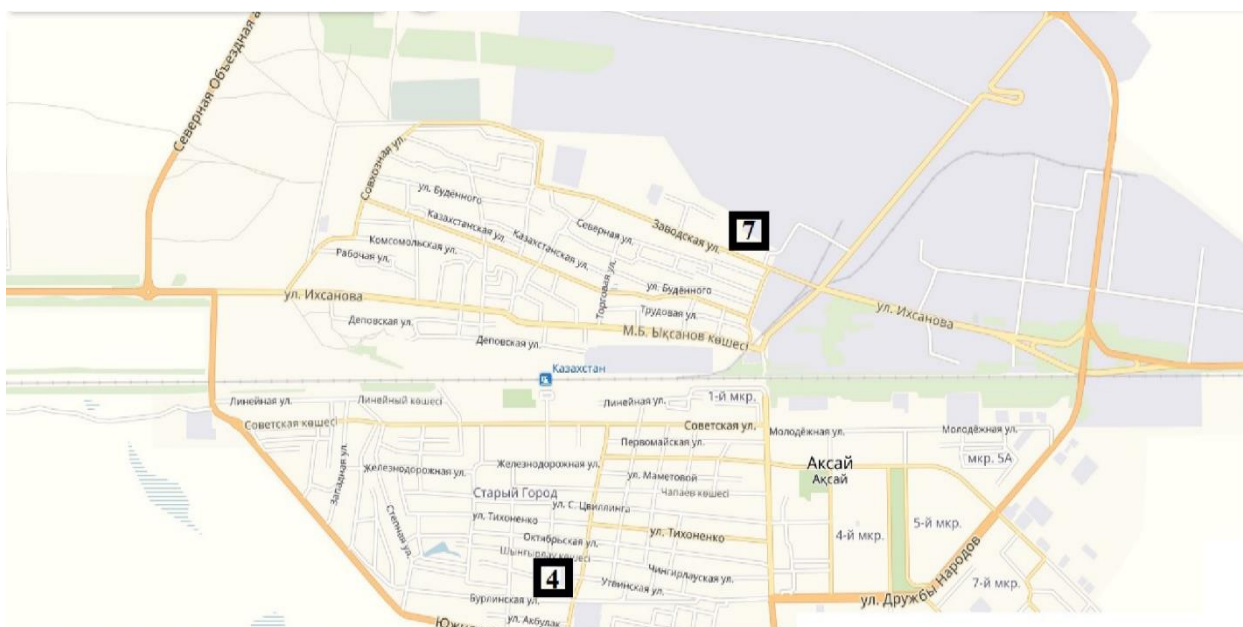 Северная Объездная а
Совхозная ул.
ул. Будённого
Казахстанская ул.
Северная ул.
Заводская ул.
7
Комсомольская ул.
Казахстанская ул.
Рабочая ул.
Торговая ул.
ул. Будённого
ул. Ихсанова
Трудовая ул.
ул. Ихсанова
Деповская ул.
М.Б. Ықсанов көшесі
Деповская ул.
Казахстан
Линейная ул.
Линейный көшесі
Линейная ул.
1-й мкр.
Советская көшесі
Советская ул.
Молодёжная ул.
Молодёжная ул.
Первомайская ул.
Западная ул.
Железнодорожная ул.
Железнодорожная ул.
Аксай
Ақсай
мкр. 5А
ул. Маметовой
Старый Город
Чапаев көшесі
ул. С. Цвиллинга
Степная ул.
ул. Тихоненко
ул. Тихоненко
5-й мкр.
4-й мкр.
Октябрьская ул.
Шыңғырлау көшесі
4
Чингирлауская ул.
Утвинская ул.
7-й мкр.
ул. Дружбы Народов
Бурлинская ул.
ул. Акбулак